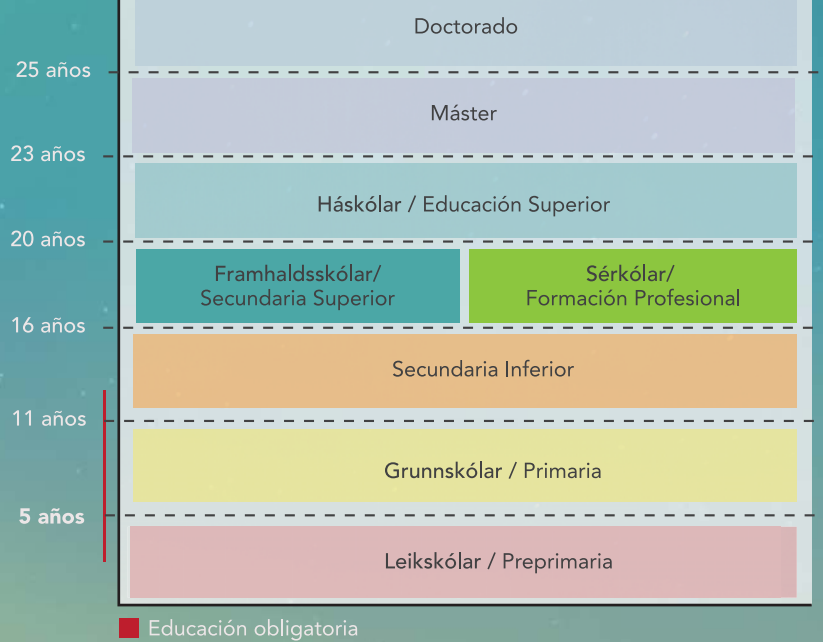 Doctorado
25 años
Máster
23 años
Háskólar / Educación Superior
20 años
Framhaldsskólar/
Secundaria Superior
Sérkólar/
Formación Profesional
16 años
Secundaria Inferior
11 años
Grunnskólar / Primaria
5 años
Leikskólar / Preprimaria
Educación obligatoria